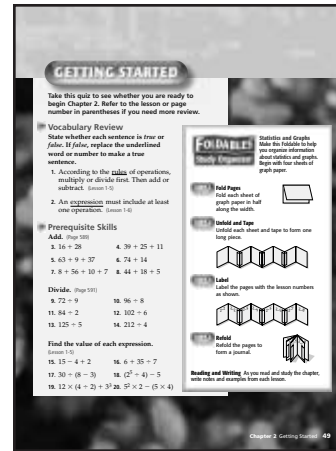 GETTING STARTED
Take this quiz to see whether you are ready to
begin Chapter 2. Refer to the lesson or page
number in parentheses if you need more review.
Vocabulary Review
State whether each sentence is true or
false. If false, replace the underlined
word or number to make a true
sentence.
1. According to the rules of operations,
multiply or divide first. Then add or
subtract. (Lesson 1-5)
2. An expression must include at least
one operation. (Lesson 1-6)
Prerequisite Skills
Add. (Page 589)
3. 16 + 28 4. 39 + 25 + 11
5. 63 + 9 + 37 6. 74 + 14
7. 8 + 56 + 10 + 7 8. 44 + 18 + 5
Divide. (Page 591)
9. 72 ÷ 9 10. 96 ÷ 8
11. 84 ÷ 2 12. 102 ÷ 6
13. 125 ÷ 5 14. 212 ÷ 4
Find the value of each expression.
(Lesson 1-5)
15. 15 − 4 + 2 16. 6 + 35 ÷ 7
17. 30 ÷ (8 − 3) 18. (2⁵ ÷ 4) − 5
19. 12 × (4 ÷ 2) + 3³ 20. 5² × 2 − (5 × 4)
FOLDABLES
Study Organizer
Statistics and Graphs
Make this Foldable to help
you organize information
about statistics and graphs.
Begin with four sheets of
graph paper.
Fold Pages
Fold each sheet of
graph paper in half
along the width.
Unfold and Tape
Unfold each sheet and tape to form one
long piece.
Label
Label the pages with the lesson numbers
as shown.
Refold
Refold the pages to
form a journal.
Reading and Writing As you read and study the chapter,
write notes and examples from each lesson.
Chapter 2 Getting Started 49